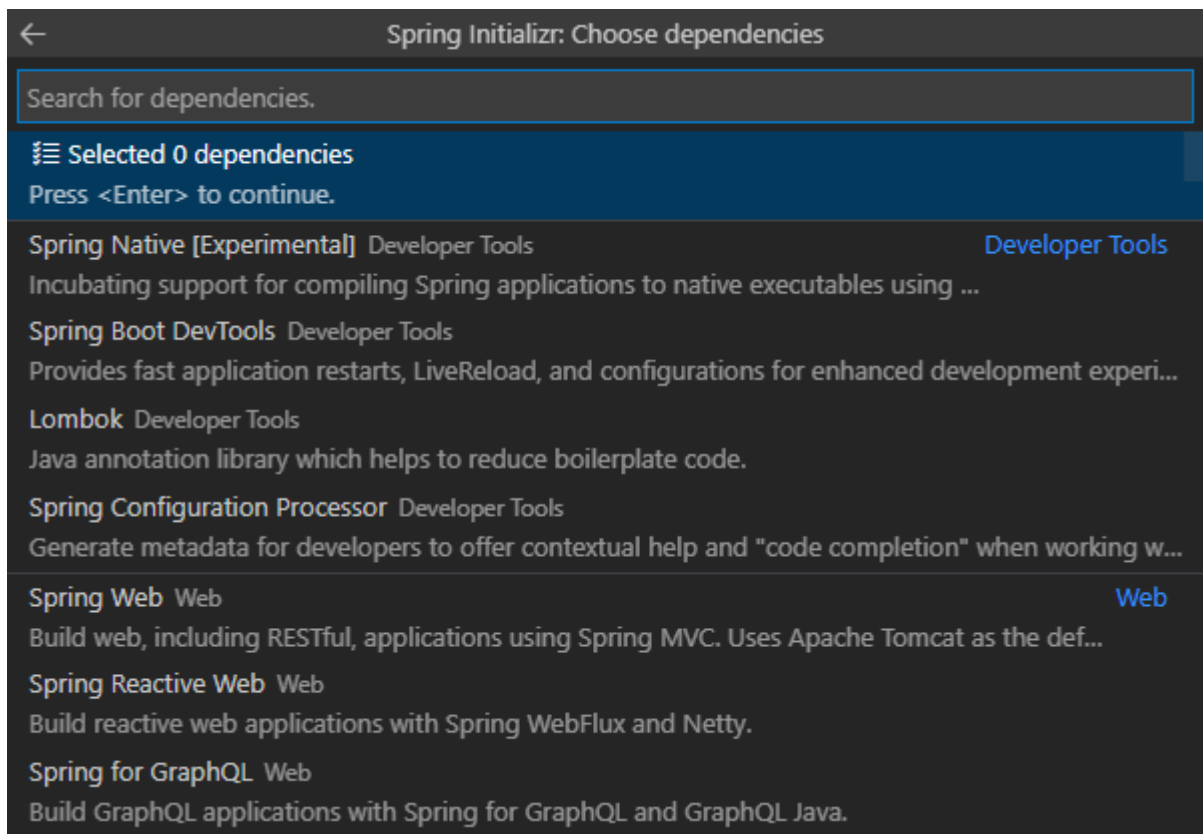 Spring Initializr: Choose dependencies
Search for dependencies.
Selected 0 dependencies
Press <Enter> to continue.
Spring Native [Experimental] Developer Tools Developer Tools
Incubating support for compiling Spring applications to native executables using ...
Spring Boot DevTools Developer Tools
Provides fast application restarts, LiveReload, and configurations for enhanced development experi...
Lombok Developer Tools
Java annotation library which helps to reduce boilerplate code.
Spring Configuration Processor Developer Tools
Generate metadata for developers to offer contextual help and "code completion" when working w...
Spring Web Web Web
Build web, including RESTful, applications using Spring MVC. Uses Apache Tomcat as the def...
Spring Reactive Web Web
Build reactive web applications with Spring WebFlux and Netty.
Spring for GraphQL Web
Build GraphQL applications with Spring for GraphQL and GraphQL Java.